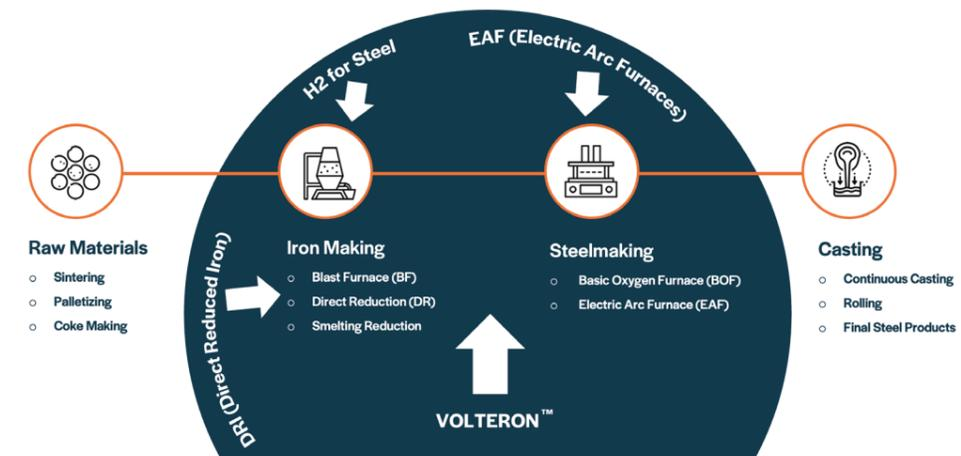 H2 for Steel
EAF (Electric Arc Furnaces)
Raw Materials
Sintering
Palletizing
Coke Making
DRI (Direct Reduced Iron)
Iron Making
Blast Furnace (BF)
Direct Reduction (DR)
Smelting Reduction
Steelmaking
Basic Oxygen Furnace (BOF)
Electric Arc Furnace (EAF)
Casting
Continuous Casting
Rolling
Final Steel Products
VOLTERON™